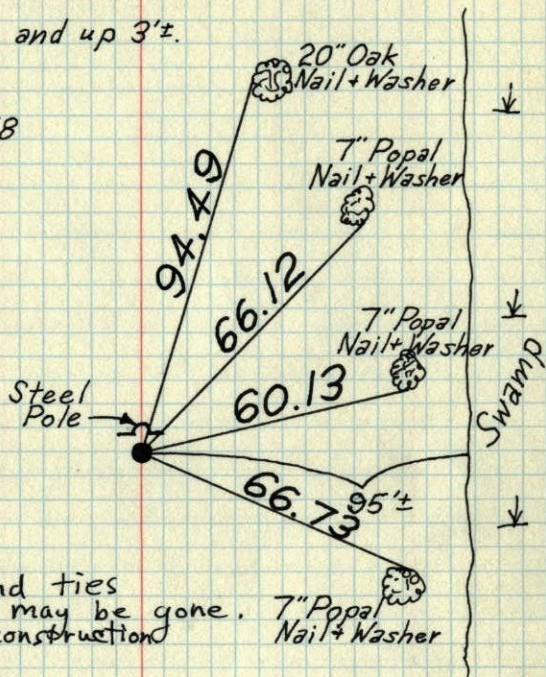 and up 3'±.
20" Oak
Nail + Washer
8
7" Popal
Nail + Washer
94.49
66.12
7" Popal
Nail + Washer
Steel
Pole
60.13
Swamp
66.73
95'±
nd ties
may be gone.
onstruction
7" Popal
Nail + Washer